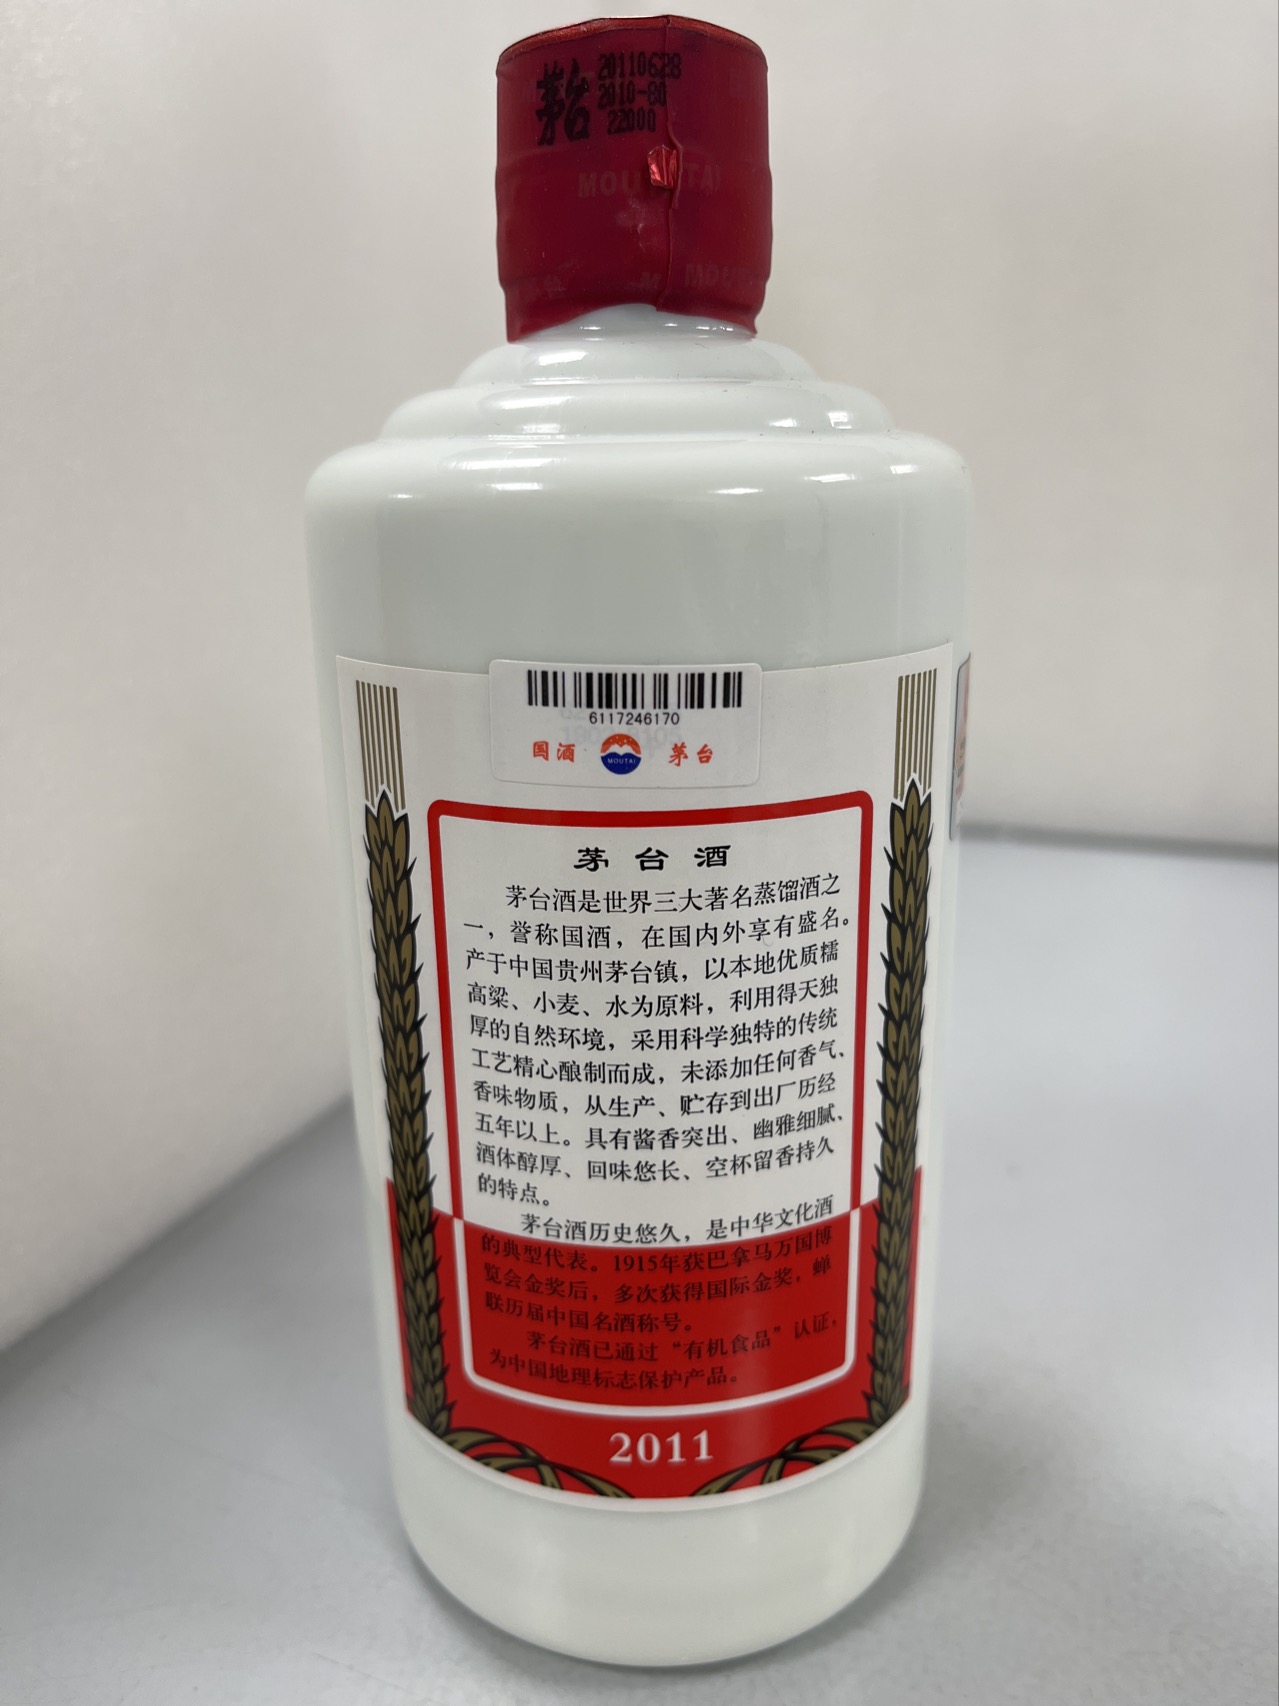 茅台
20110628
2010-80
22000
MOUTAI
MOUTAI
6117246170
国酒
MOUTAI
茅台
茅台酒
茅台酒是世界三大著名蒸馏酒之
一，誉称国酒，在国内外享有盛名。
产于中国贵州茅台镇，以本地优质糯
高粱、小麦、水为原料，利用得天独
厚的自然环境，采用科学独特的传统
工艺精心酿制而成，未添加任何香气、
香味物质，从生产、贮存到出厂历经
五年以上。具有酱香突出、幽雅细腻、
酒体醇厚、回味悠长、空杯留香持久
的特点。
茅台酒历史悠久，是中华文化酒
的典型代表。1915年获巴拿马万国博
览会金奖后，多次获得国际金奖，蝉
联历届中国名酒称号。
茅台酒已通过“有机食品”认证，
为中国地理标志保护产品。
2011